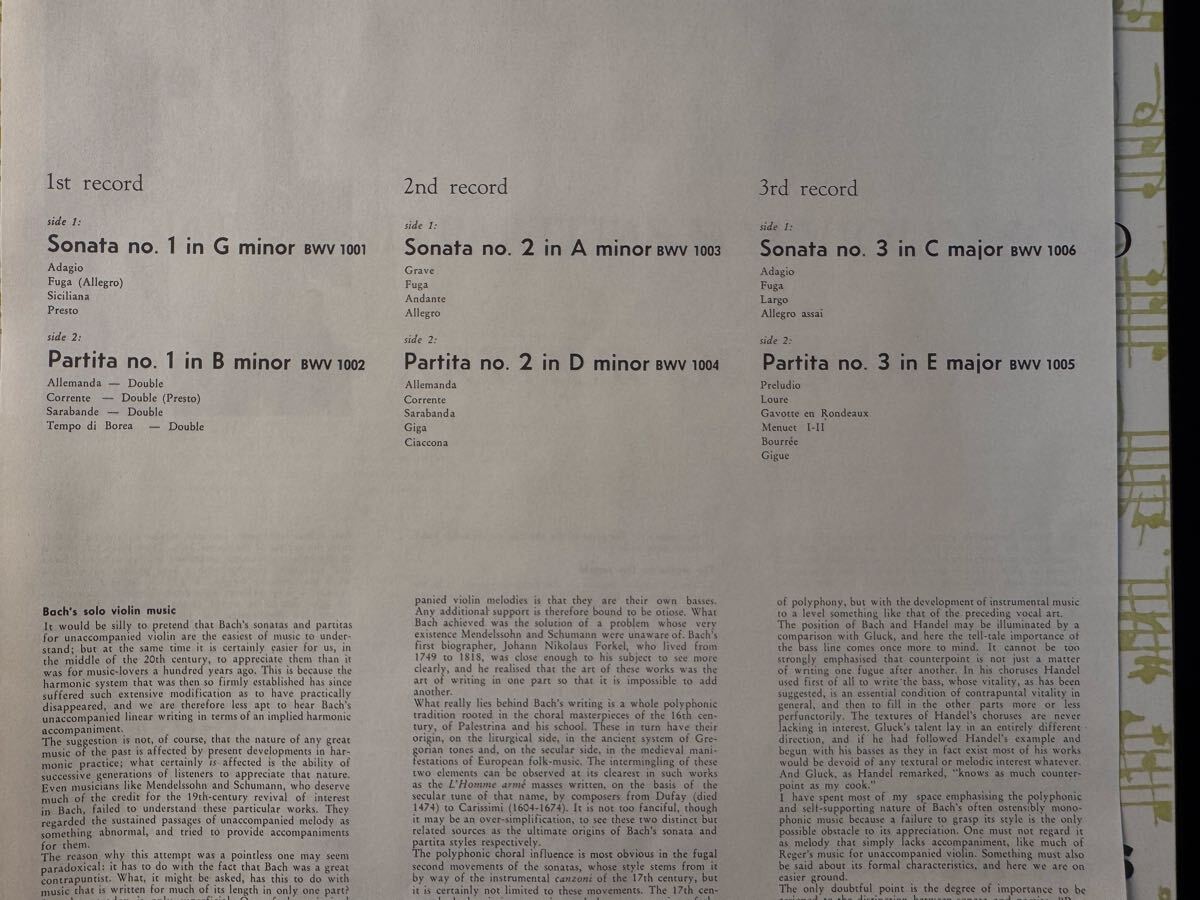 1st record
side 1:
Sonata no. 1 in G minor BWV 1001
Adagio
Fuga (Allegro)
Siciliana
Presto
side 2:
Partita no. 1 in B minor BWV 1002
Allemanda — Double
Corrente — Double (Presto)
Sarabande — Double
Tempo di Borea — Double
2nd record
side 1:
Sonata no. 2 in A minor BWV 1003
Grave
Fuga
Andante
Allegro
side 2:
Partita no. 2 in D minor BWV 1004
Allemanda
Corrente
Sarabanda
Giga
Ciaccona
3rd record
side 1:
Sonata no. 3 in C major BWV 1006
Adagio
Fuga
Largo
Allegro assai
side 2:
Partita no. 3 in E major BWV 1005
Preludio
Loure
Gavotte en Rondeaux
Menuet I-II
Bourrée
Gigue
Bach's solo violin music
It would be silly to pretend that Bach's sonatas and partitas
for unaccompanied violin are the easiest of music to under-
stand; but at the same time it is certainly easier for us, in
the middle of the 20th century, to appreciate them than it
was for music-lovers a hundred years ago. This is because the
harmonic system that was then so firmly established has since
suffered such extensive modification as to have practically
disappeared, and we are therefore less apt to hear Bach's
unaccompanied linear writing in terms of an implied harmonic
accompaniment.
The suggestion is not, of course, that the nature of any great
music of the past is affected by present developments in har-
monic practice; what certainly is affected is the ability of
successive generations of listeners to appreciate that nature.
Even musicians like Mendelssohn and Schumann, who deserve
much of the credit for the 19th-century revival of interest
in Bach, failed to understand these particular works. They
regarded the sustained passages of unaccompanied melody as
something abnormal, and tried to provide accompaniments
for them.
The reason why this attempt was a pointless one may seem
paradoxical: it has to do with the fact that Bach was a great
contrapuntist. What, it might be asked, has this to do with
music that is written for much of its length in only one part?
panied violin melodies is that they are their own basses.
Any additional support is therefore bound to be otiose. What
Bach achieved was the solution of a problem whose very
existence Mendelssohn and Schumann were unaware of. Bach's
first biographer, Johann Nikolaus Forkel, who lived from
1749 to 1818, was close enough to his subject to see more
clearly, and he realised that the art of these works was the
art of writing in one part so that it is impossible to add
another.
What really lies behind Bach's writing is a whole polyphonic
tradition rooted in the choral masterpieces of the 16th cen-
tury, of Palestrina and his school. These in turn have their
origin, on the liturgical side, in the ancient system of Gre-
gorian tones and, on the secular side, in the medieval mani-
festations of European folk-music. The intermingling of these
two elements can be observed at its clearest in such works
as the L'Homme armé masses written, on the basis of the
secular tune of that name, by composers from Dufay (died
1474) to Carissimi (1604-1674). It is not too fanciful, though
it may be an over-simplification, to see these two distinct but
related sources as the ultimate origins of Bach's sonata and
partita styles respectively.
The polyphonic choral influence is most obvious in the fugal
second movements of the sonatas, whose style stems from it
by way of the instrumental canzoni of the 17th century, but
it is certainly not limited to these movements. The 17th cen-
of polyphony, but with the development of instrumental music
to a level something like that of the preceding vocal art.
The position of Bach and Handel may be illuminated by a
comparison with Gluck, and here the tell-tale importance of
the bass line comes once more to mind. It cannot be too
strongly emphasised that counterpoint is not just a matter
of writing one fugue after another. In his choruses Handel
used first of all to write the bass, whose vitality, as has been
suggested, is an essential condition of contrapuntal vitality in
general, and then to fill in the other parts more or less
perfunctorily. The textures of Handel's choruses are never
lacking in interest. Gluck's talent lay in an entirely different
direction, and if he had followed Handel's example and
begun with his basses as they in fact exist most of his works
would be devoid of any textural or melodic interest whatever.
And Gluck, as Handel remarked, "knows as much counter-
point as my cook."
I have spent most of my space emphasising the polyphonic
and self-supporting nature of Bach's often ostensibly mono-
phonic music because a failure to grasp its style is the only
possible obstacle to its appreciation. One must not regard it
as melody that simply lacks accompaniment, like much of
Reger's music for unaccompanied violin. Something must also
be said about its formal characteristics, and here we are on
easier ground.
The only doubtful point is the degree of importance to be